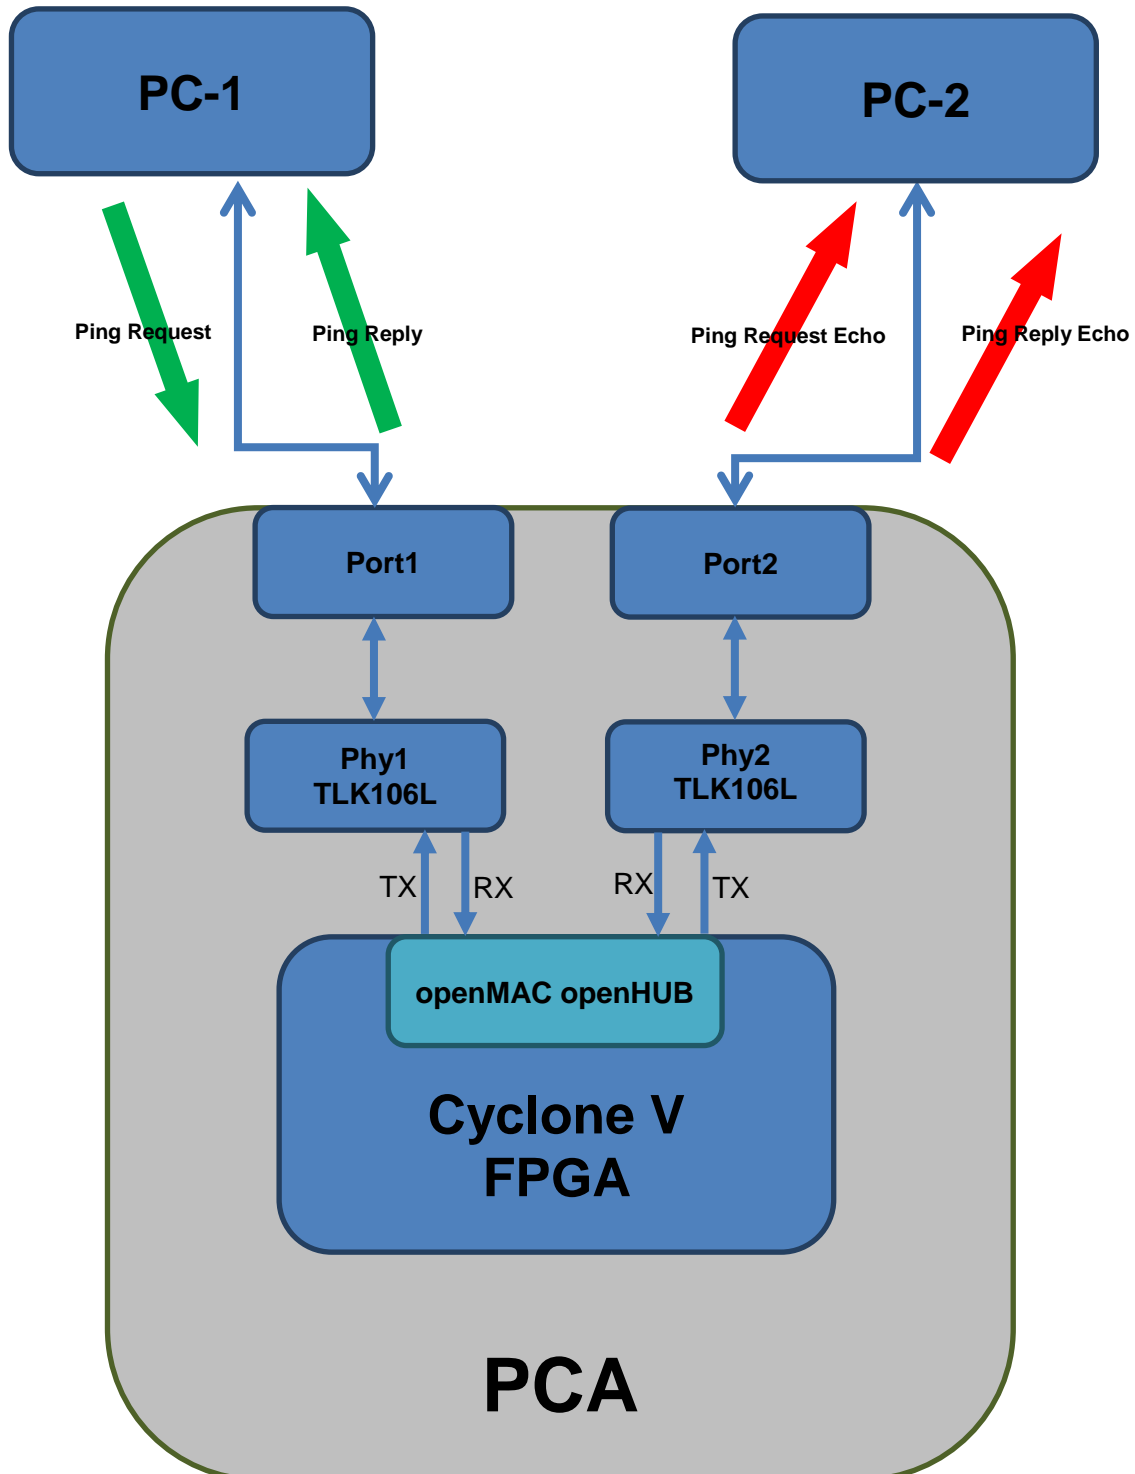 PC-1
PC-2
Ping Request
Ping Reply
Ping Request Echo
Ping Reply Echo
Port1
Port2
Phy1
TLK106L
Phy2
TLK106L
TX
RX
RX
TX
openMAC openHUB
Cyclone V
FPGA
PCA